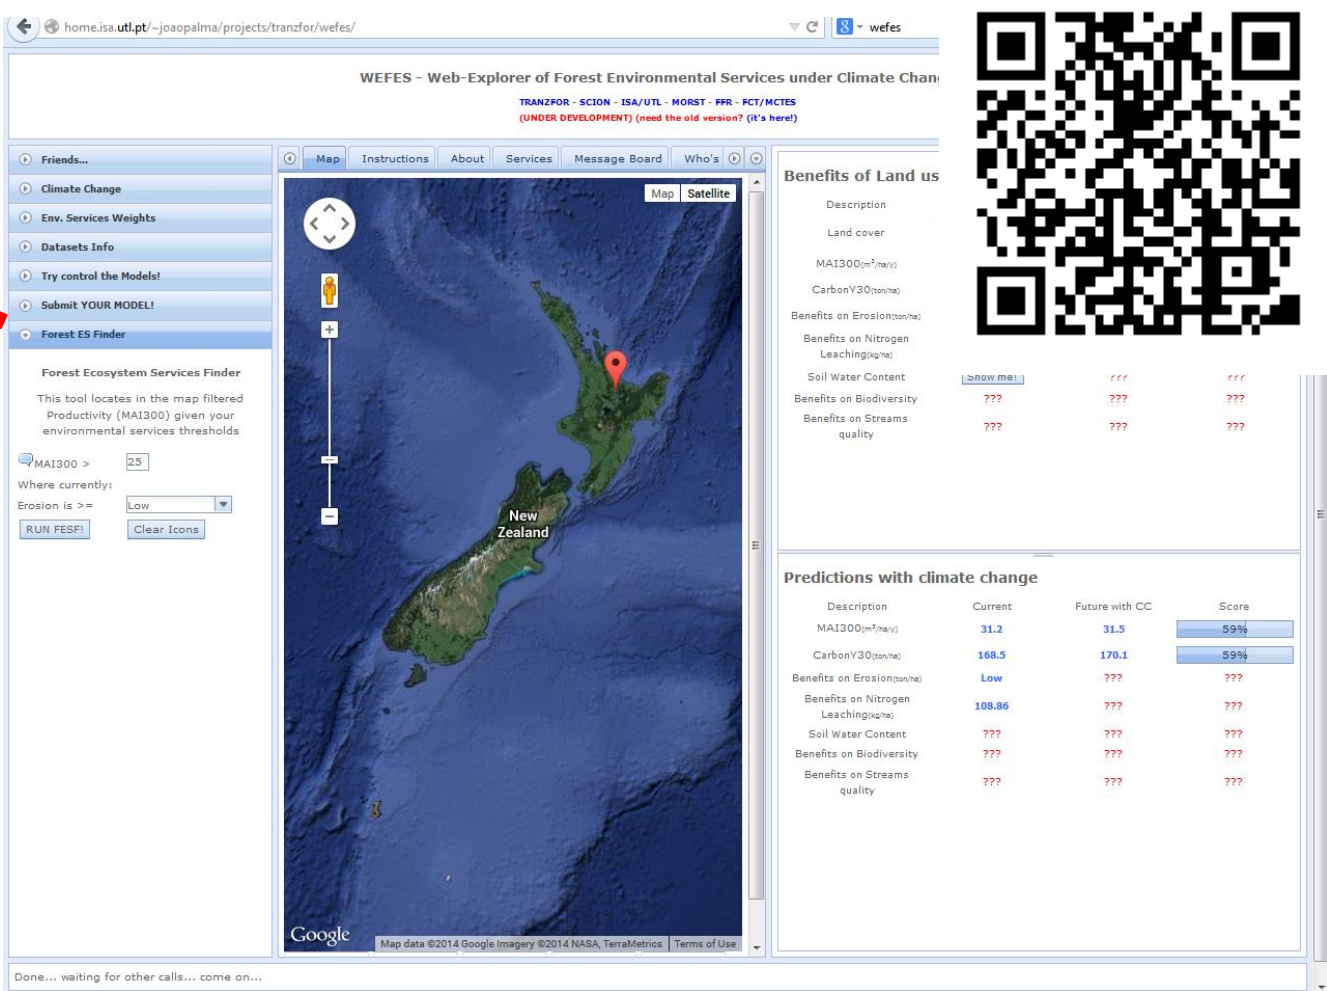 home.isa.utl.pt/~joaopalma/projects/tranzfor/wefes/
8 wefes
WEFES - Web-Explorer of Forest Environmental Services under Climate Chan
TRANZFOR - SCION - ISA/UTL - MORST - FFR - FCT/MCTES
(UNDER DEVELOPMENT) (need the old version? (it's here!)
Friends...
Climate Change
Env. Services Weights
Datasets Info
Try control the Models!
Submit YOUR MODEL!
Forest ES Finder
Forest Ecosystem Services Finder
This tool locates in the map filtered
Productivity (MAI300) given your
environmental services thresholds
MAI300 > 25
Where currently:
Erosion is >= Low
RUN FESF! Clear Icons
Map Instructions About Services Message Board Who's
Map Satellite
New
Zealand
Google
Map data ©2014 Google Imagery ©2014 NASA, TerraMetrics Terms of Use
Benefits of Land us
Description
Land cover
MAI300(m³/ha/y)
CarbonY30(ton/ha)
Benefits on Erosion(ton/ha)
Benefits on Nitrogen
Leaching(kg/ha)
Soil Water Content Show me! ??? ???
Benefits on Biodiversity ??? ??? ???
Benefits on Streams
quality ??? ??? ???
Predictions with climate change
Description Current Future with CC Score
MAI300(m³/ha/y) 31.2 31.5 59%
CarbonY30(ton/ha) 168.5 170.1 59%
Benefits on Erosion(ton/ha) Low ??? ???
Benefits on Nitrogen
Leaching(kg/ha) 108.86 ??? ???
Soil Water Content ??? ??? ???
Benefits on Biodiversity ??? ??? ???
Benefits on Streams
quality ??? ??? ???
Done... waiting for other calls... come on...